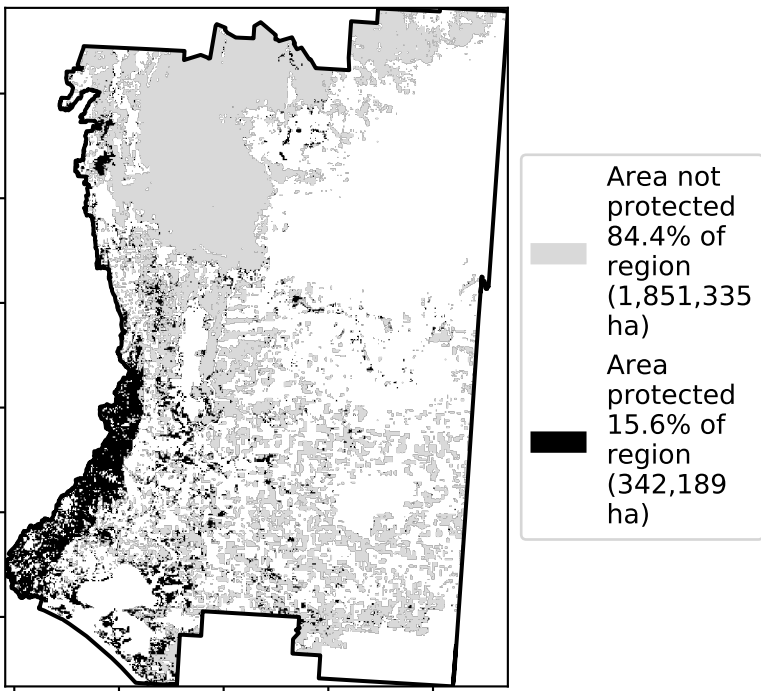 Area not
protected
84.4% of
region
(1,851,335
ha)
Area
protected
15.6% of
region
(342,189
ha)